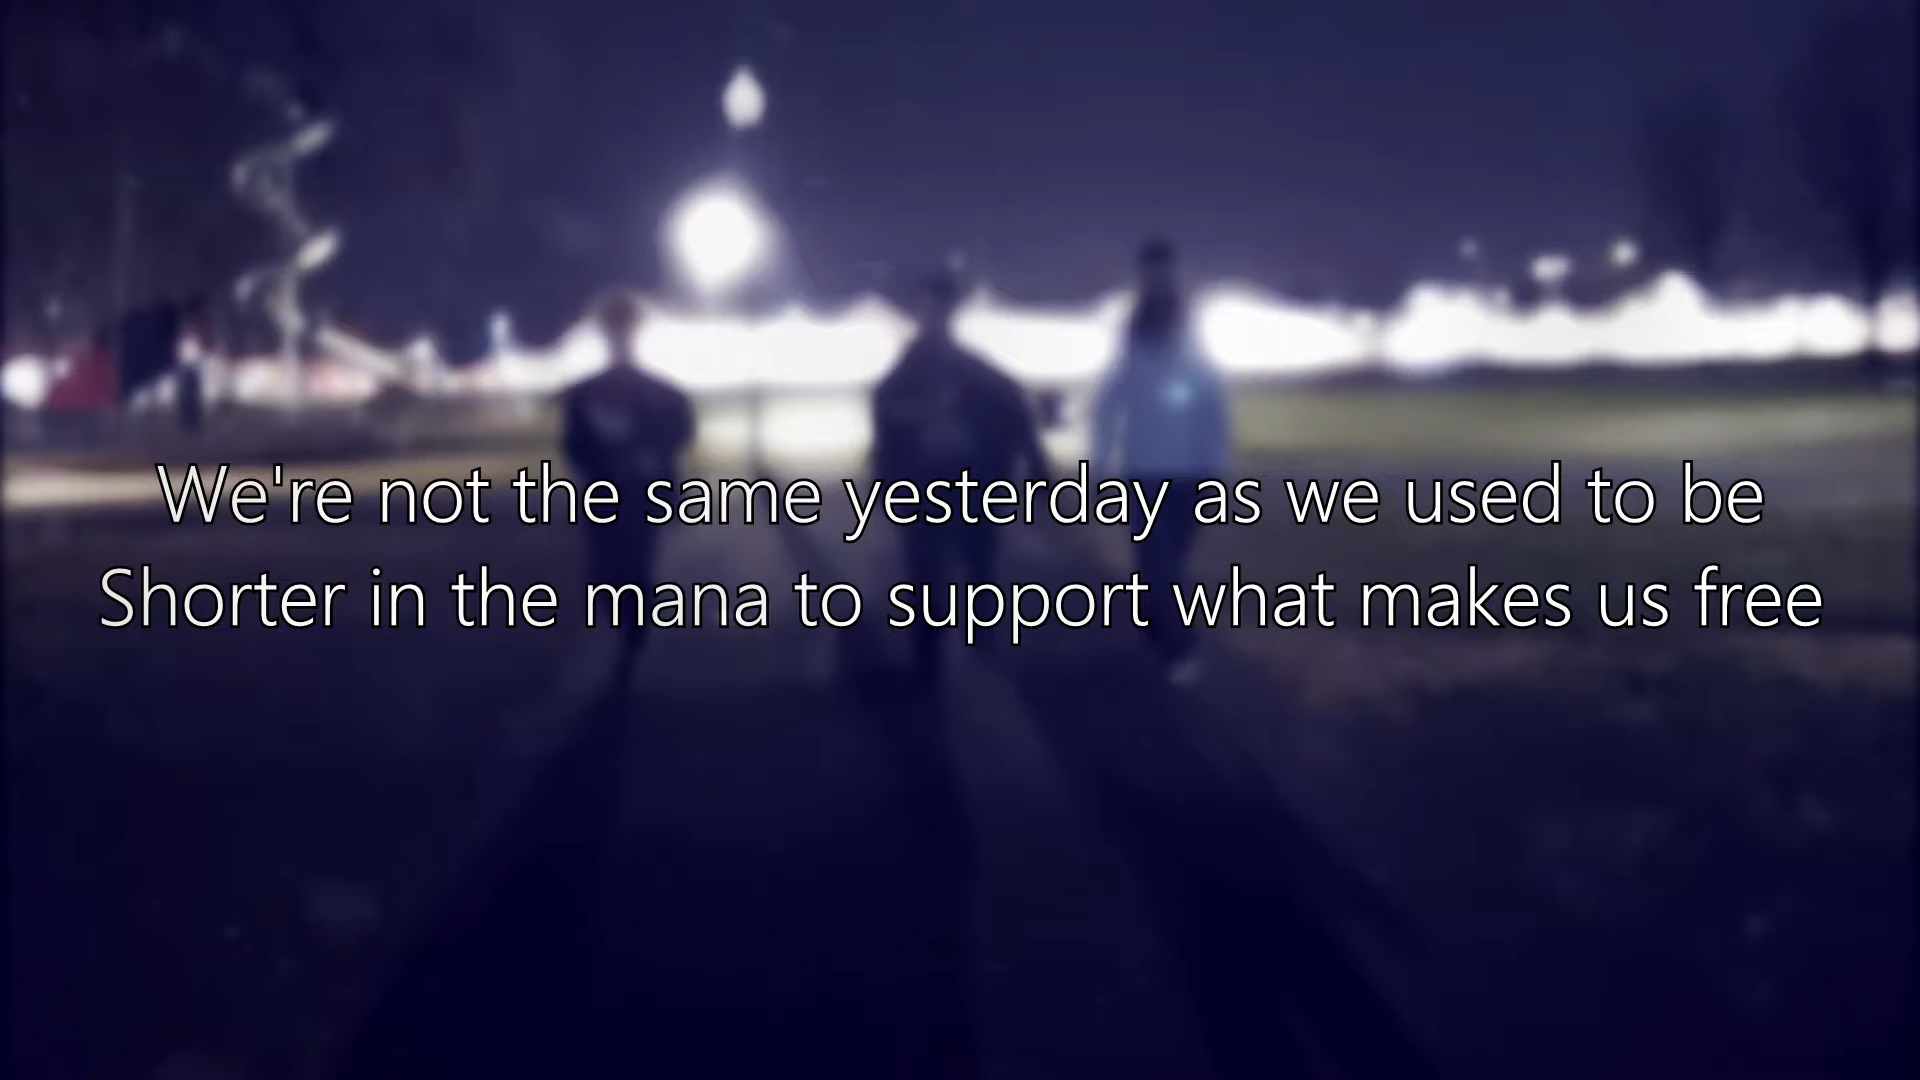 We're not the same yesterday as we used to be
Shorter in the mana to support what makes us free